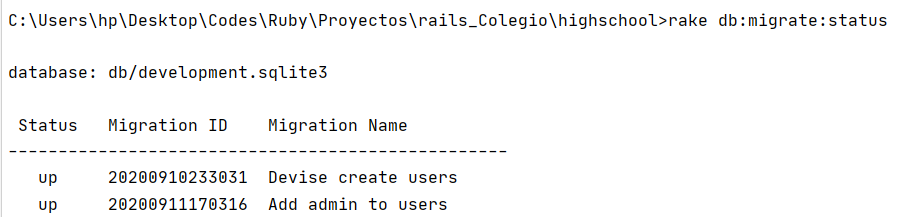 C:\Users\hp\Desktop\Codes\Ruby\Proyectos\rails_Colegio\highschool>rake db:migrate:status
database: db/development.sqlite3
Status   Migration ID    Migration Name
--------------------------------------------------
up     20200910233031  Devise create users
up     20200911170316  Add admin to users